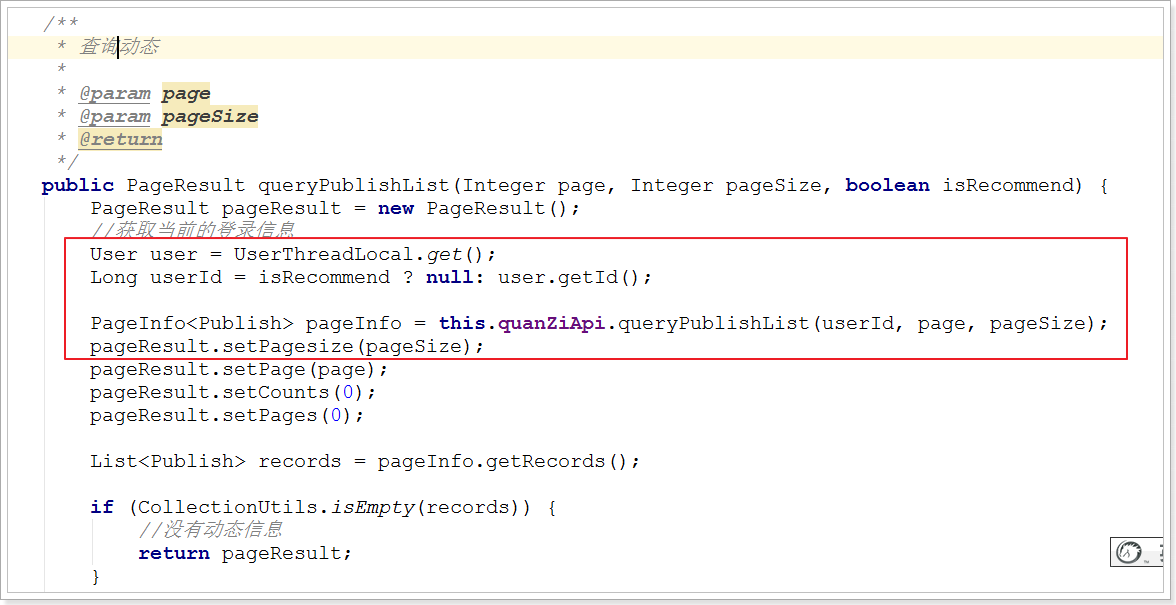 /**
* 查询动态
*
* @param page
* @param pageSize
* @return
*/
public PageResult queryPublishList(Integer page, Integer pageSize, boolean isRecommend) {
PageResult pageResult = new PageResult();
//获取当前的登录信息
User user = UserThreadLocal.get();
Long userId = isRecommend ? null: user.getId();
PageInfo<Publish> pageInfo = this.quanZiApi.queryPublishList(userId, page, pageSize);
pageResult.setPagesize(pageSize);
pageResult.setPage(page);
pageResult.setCounts(0);
pageResult.setPages(0);
List<Publish> records = pageInfo.getRecords();
if (CollectionUtils.isEmpty(records)) {
//没有动态信息
return pageResult;
}